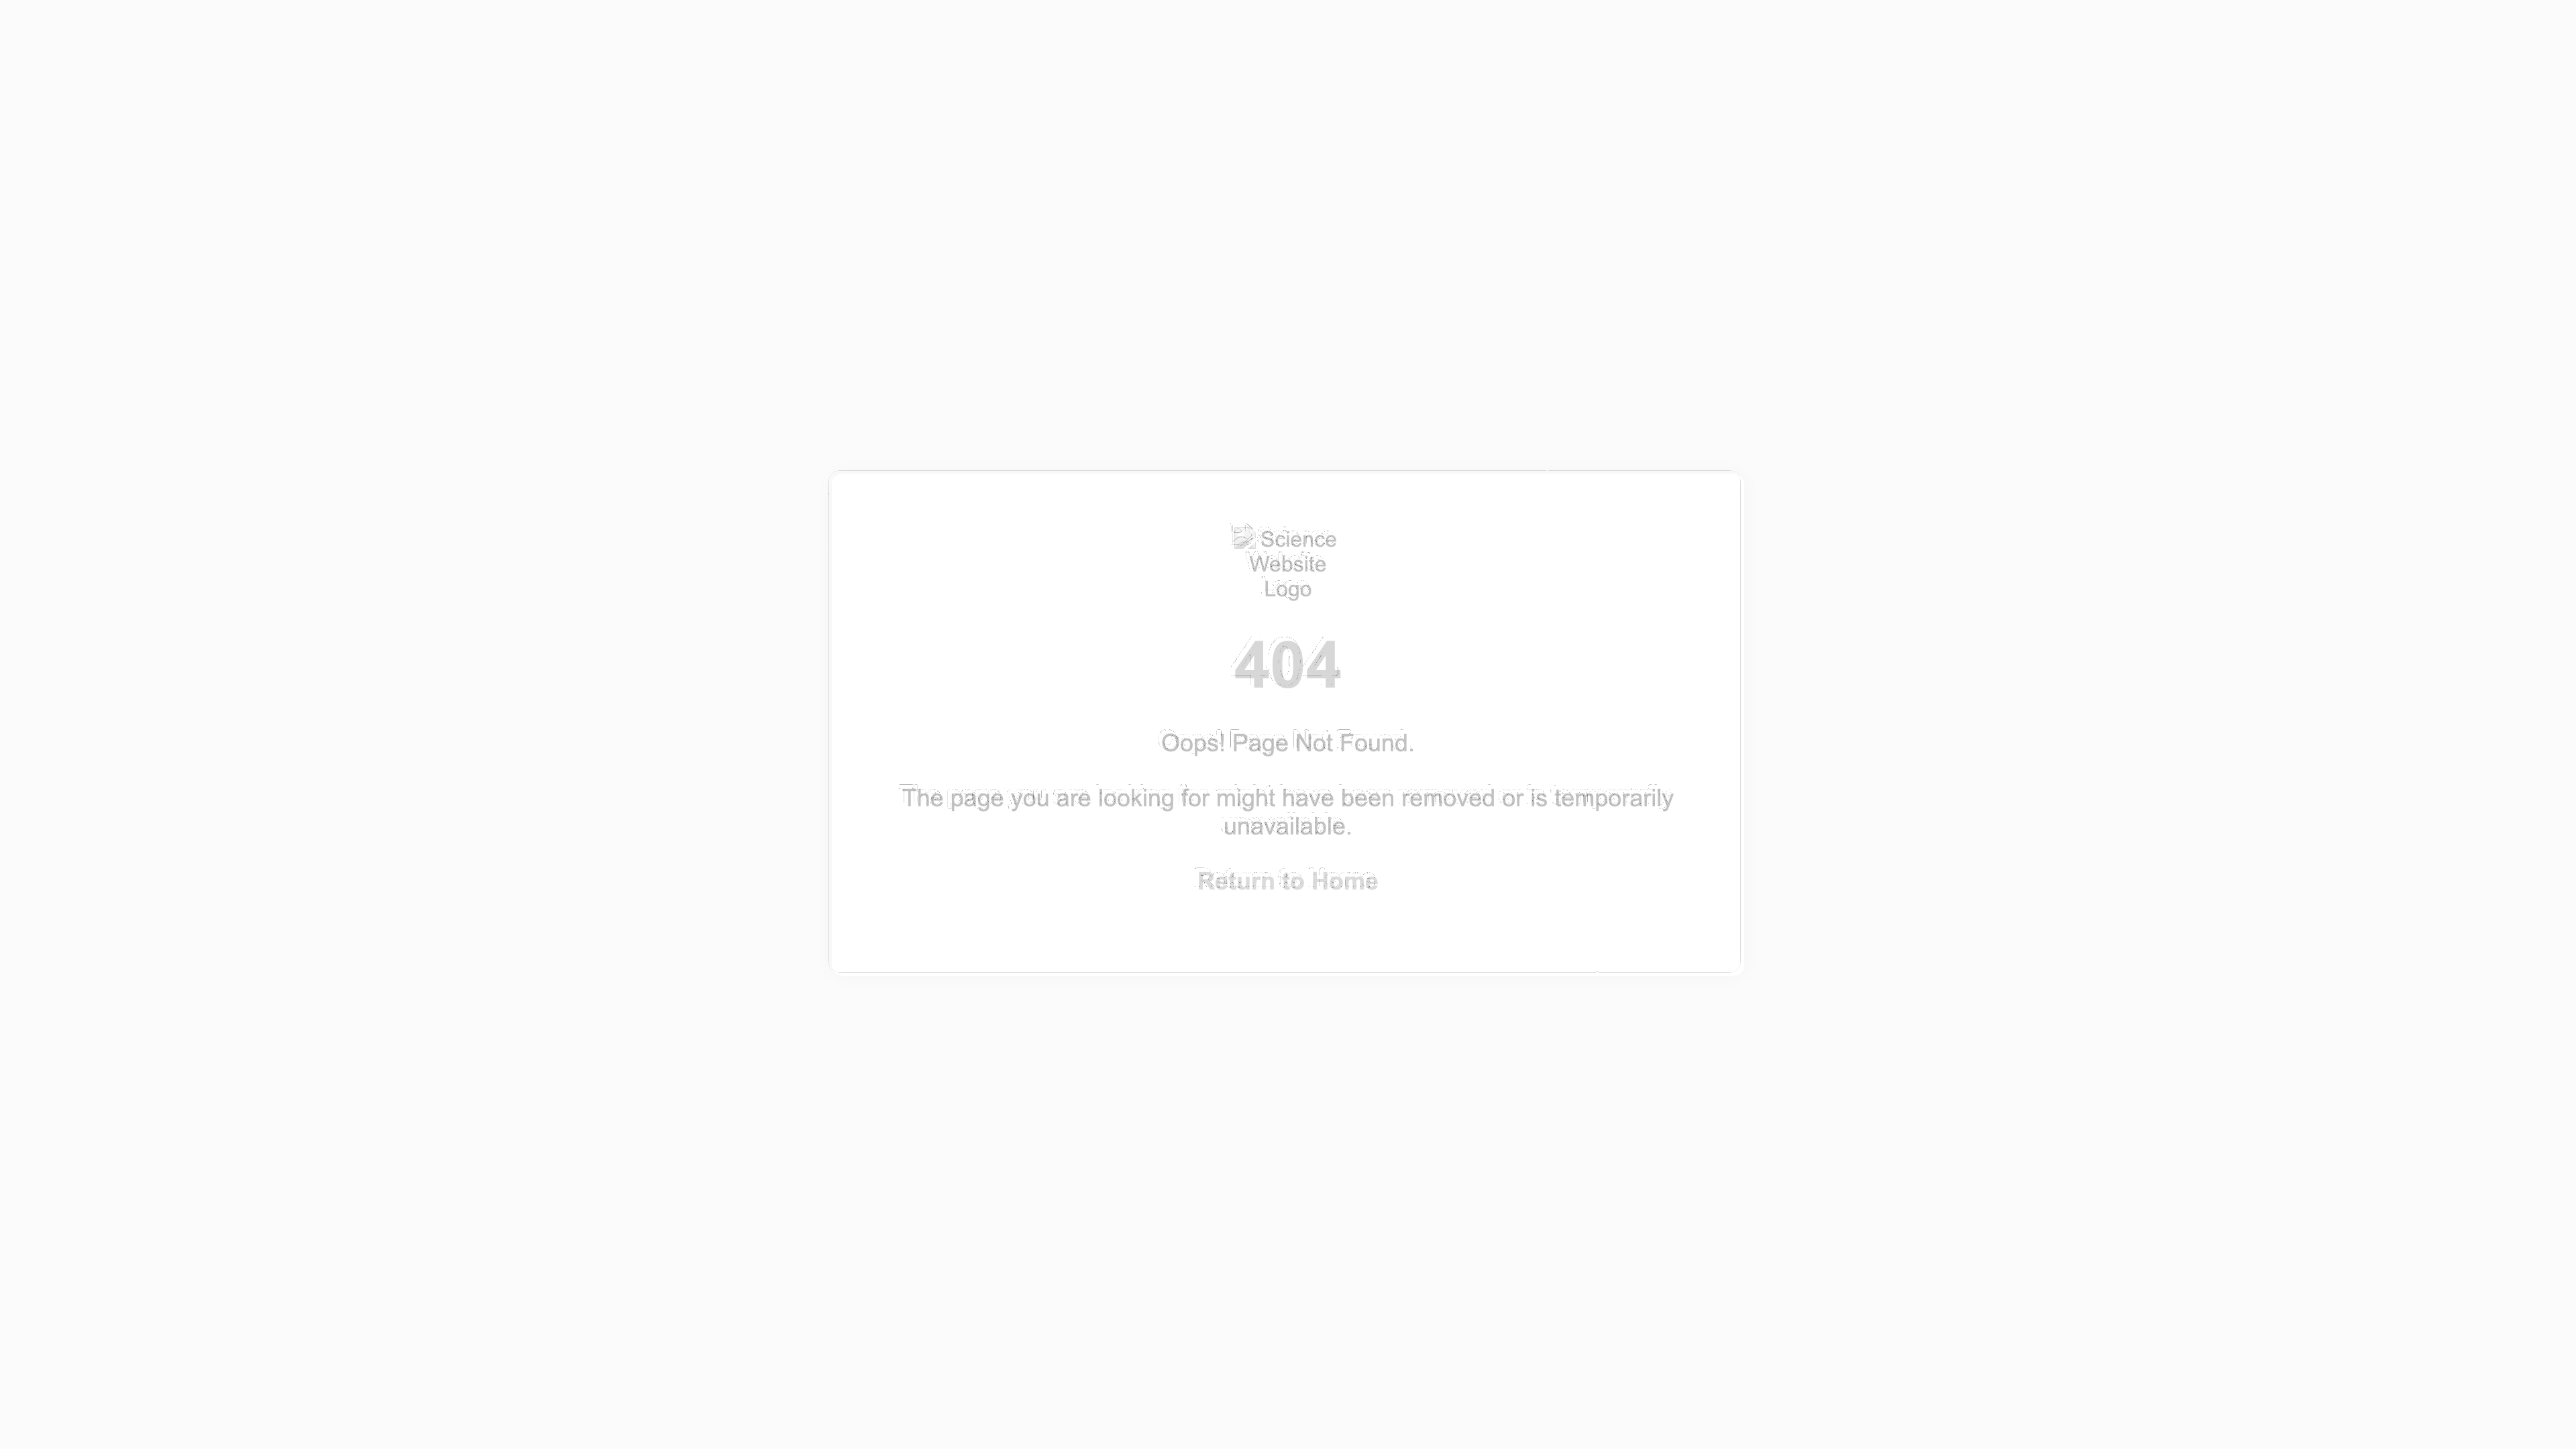 Science
Website
Logo
404
Oops! Page Not Found.
The page you are looking for might have been removed or is temporarily
unavailable.
Return to Home